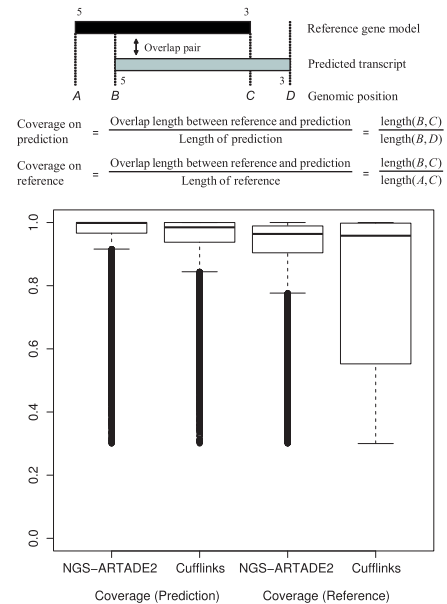 5 3
Reference gene model
Overlap pair
Predicted transcript
5 3
A B C D Genomic position
Coverage on prediction = Overlap length between reference and prediction / Length of prediction = length(B,C) / length(B,D)
Coverage on reference = Overlap length between reference and prediction / Length of reference = length(B,C) / length(A,C)
1.0
0.8
0.6
0.4
0.2
0.0
NGS−ARTADE2 Cufflinks NGS−ARTADE2 Cufflinks
Coverage (Prediction) Coverage (Reference)